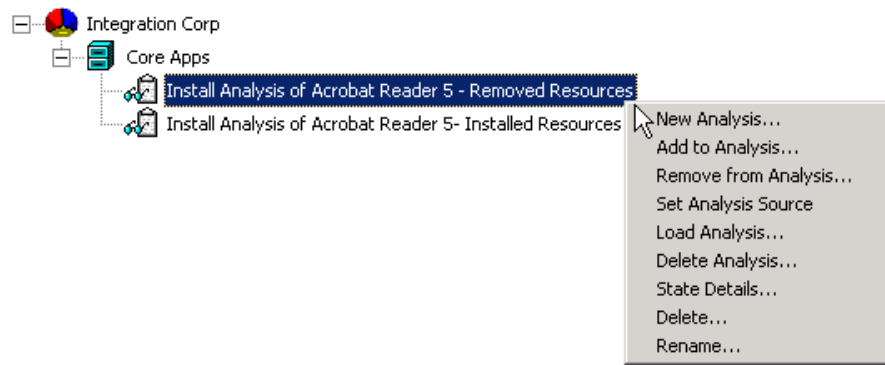 Integration Corp
Core Apps
Install Analysis of Acrobat Reader 5 - Removed Resources
Install Analysis of Acrobat Reader 5- Installed Resources
New Analysis...
Add to Analysis...
Remove from Analysis...
Set Analysis Source
Load Analysis...
Delete Analysis...
State Details...
Delete...
Rename...